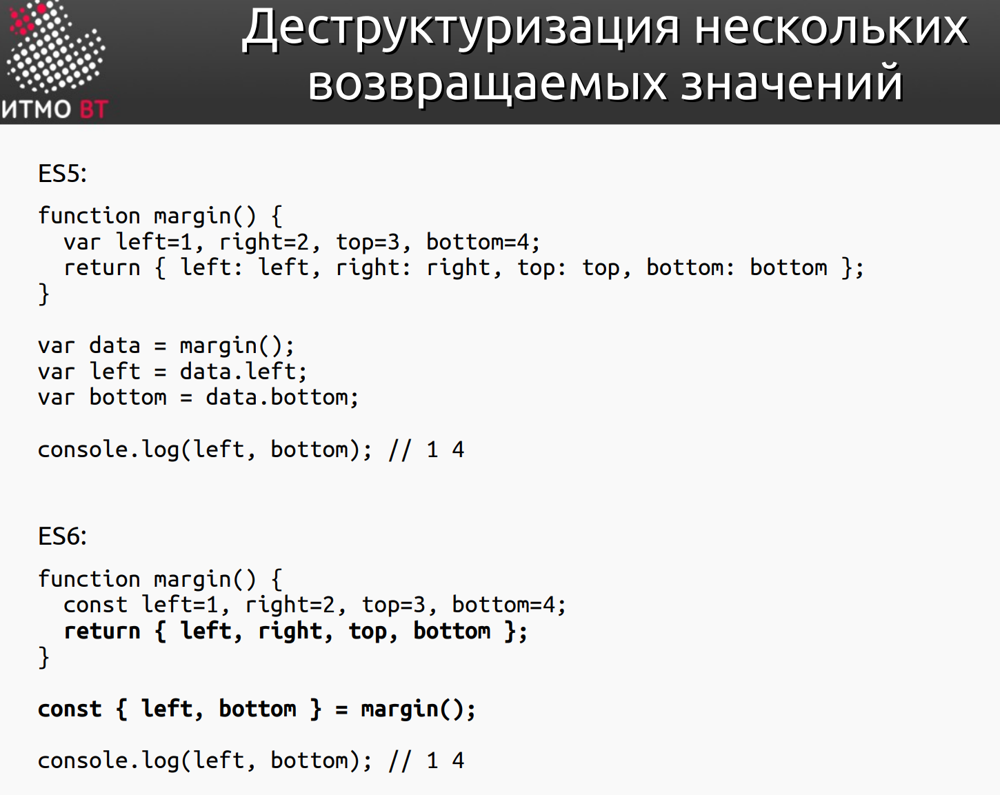 Деструктуризация нескольких
возвращаемых значений
ИТМО ВТ
ES5:
function margin() {
  var left=1, right=2, top=3, bottom=4;
  return { left: left, right: right, top: top, bottom: bottom };
}
var data = margin();
var left = data.left;
var bottom = data.bottom;
console.log(left, bottom); // 1 4
ES6:
function margin() {
  const left=1, right=2, top=3, bottom=4;
  return { left, right, top, bottom };
}
const { left, bottom } = margin();
console.log(left, bottom); // 1 4